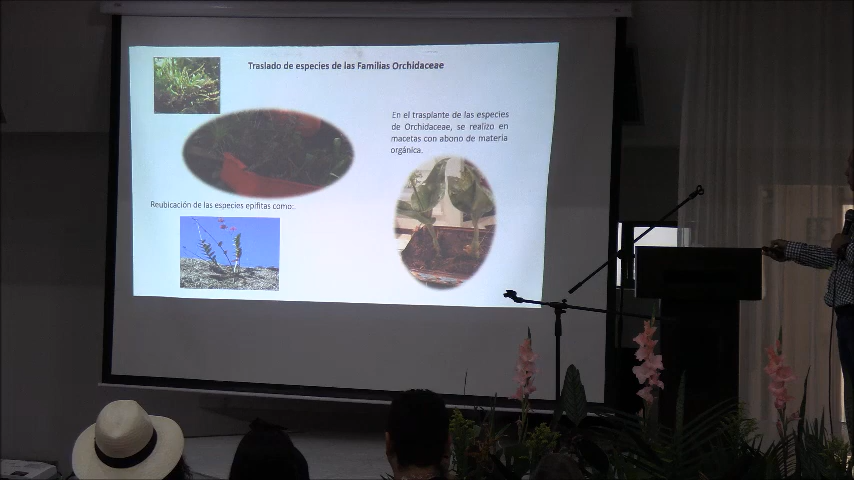 Traslado de especies de las Familias Orchidaceae
En el trasplante de las especies
de Orchidaceae, se realizo en
macetas con abono de materia
orgánica.
Reubicación de las especies epifitas como:.